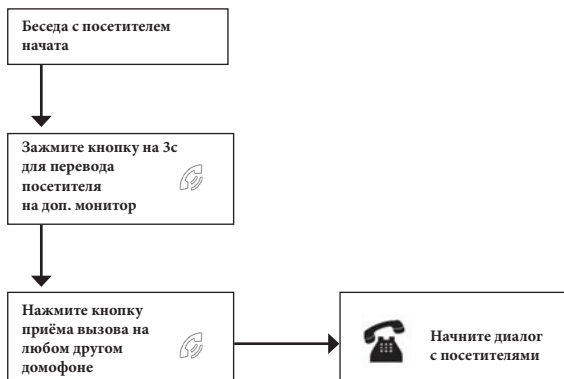 Беседа с посетителем
начата
Зажмите кнопку на 3с
для перевода
посетителя
на доп. монитор
Нажмите кнопку
приёма вызова на
любом другом
домофоне
Начните диалог
с посетителями